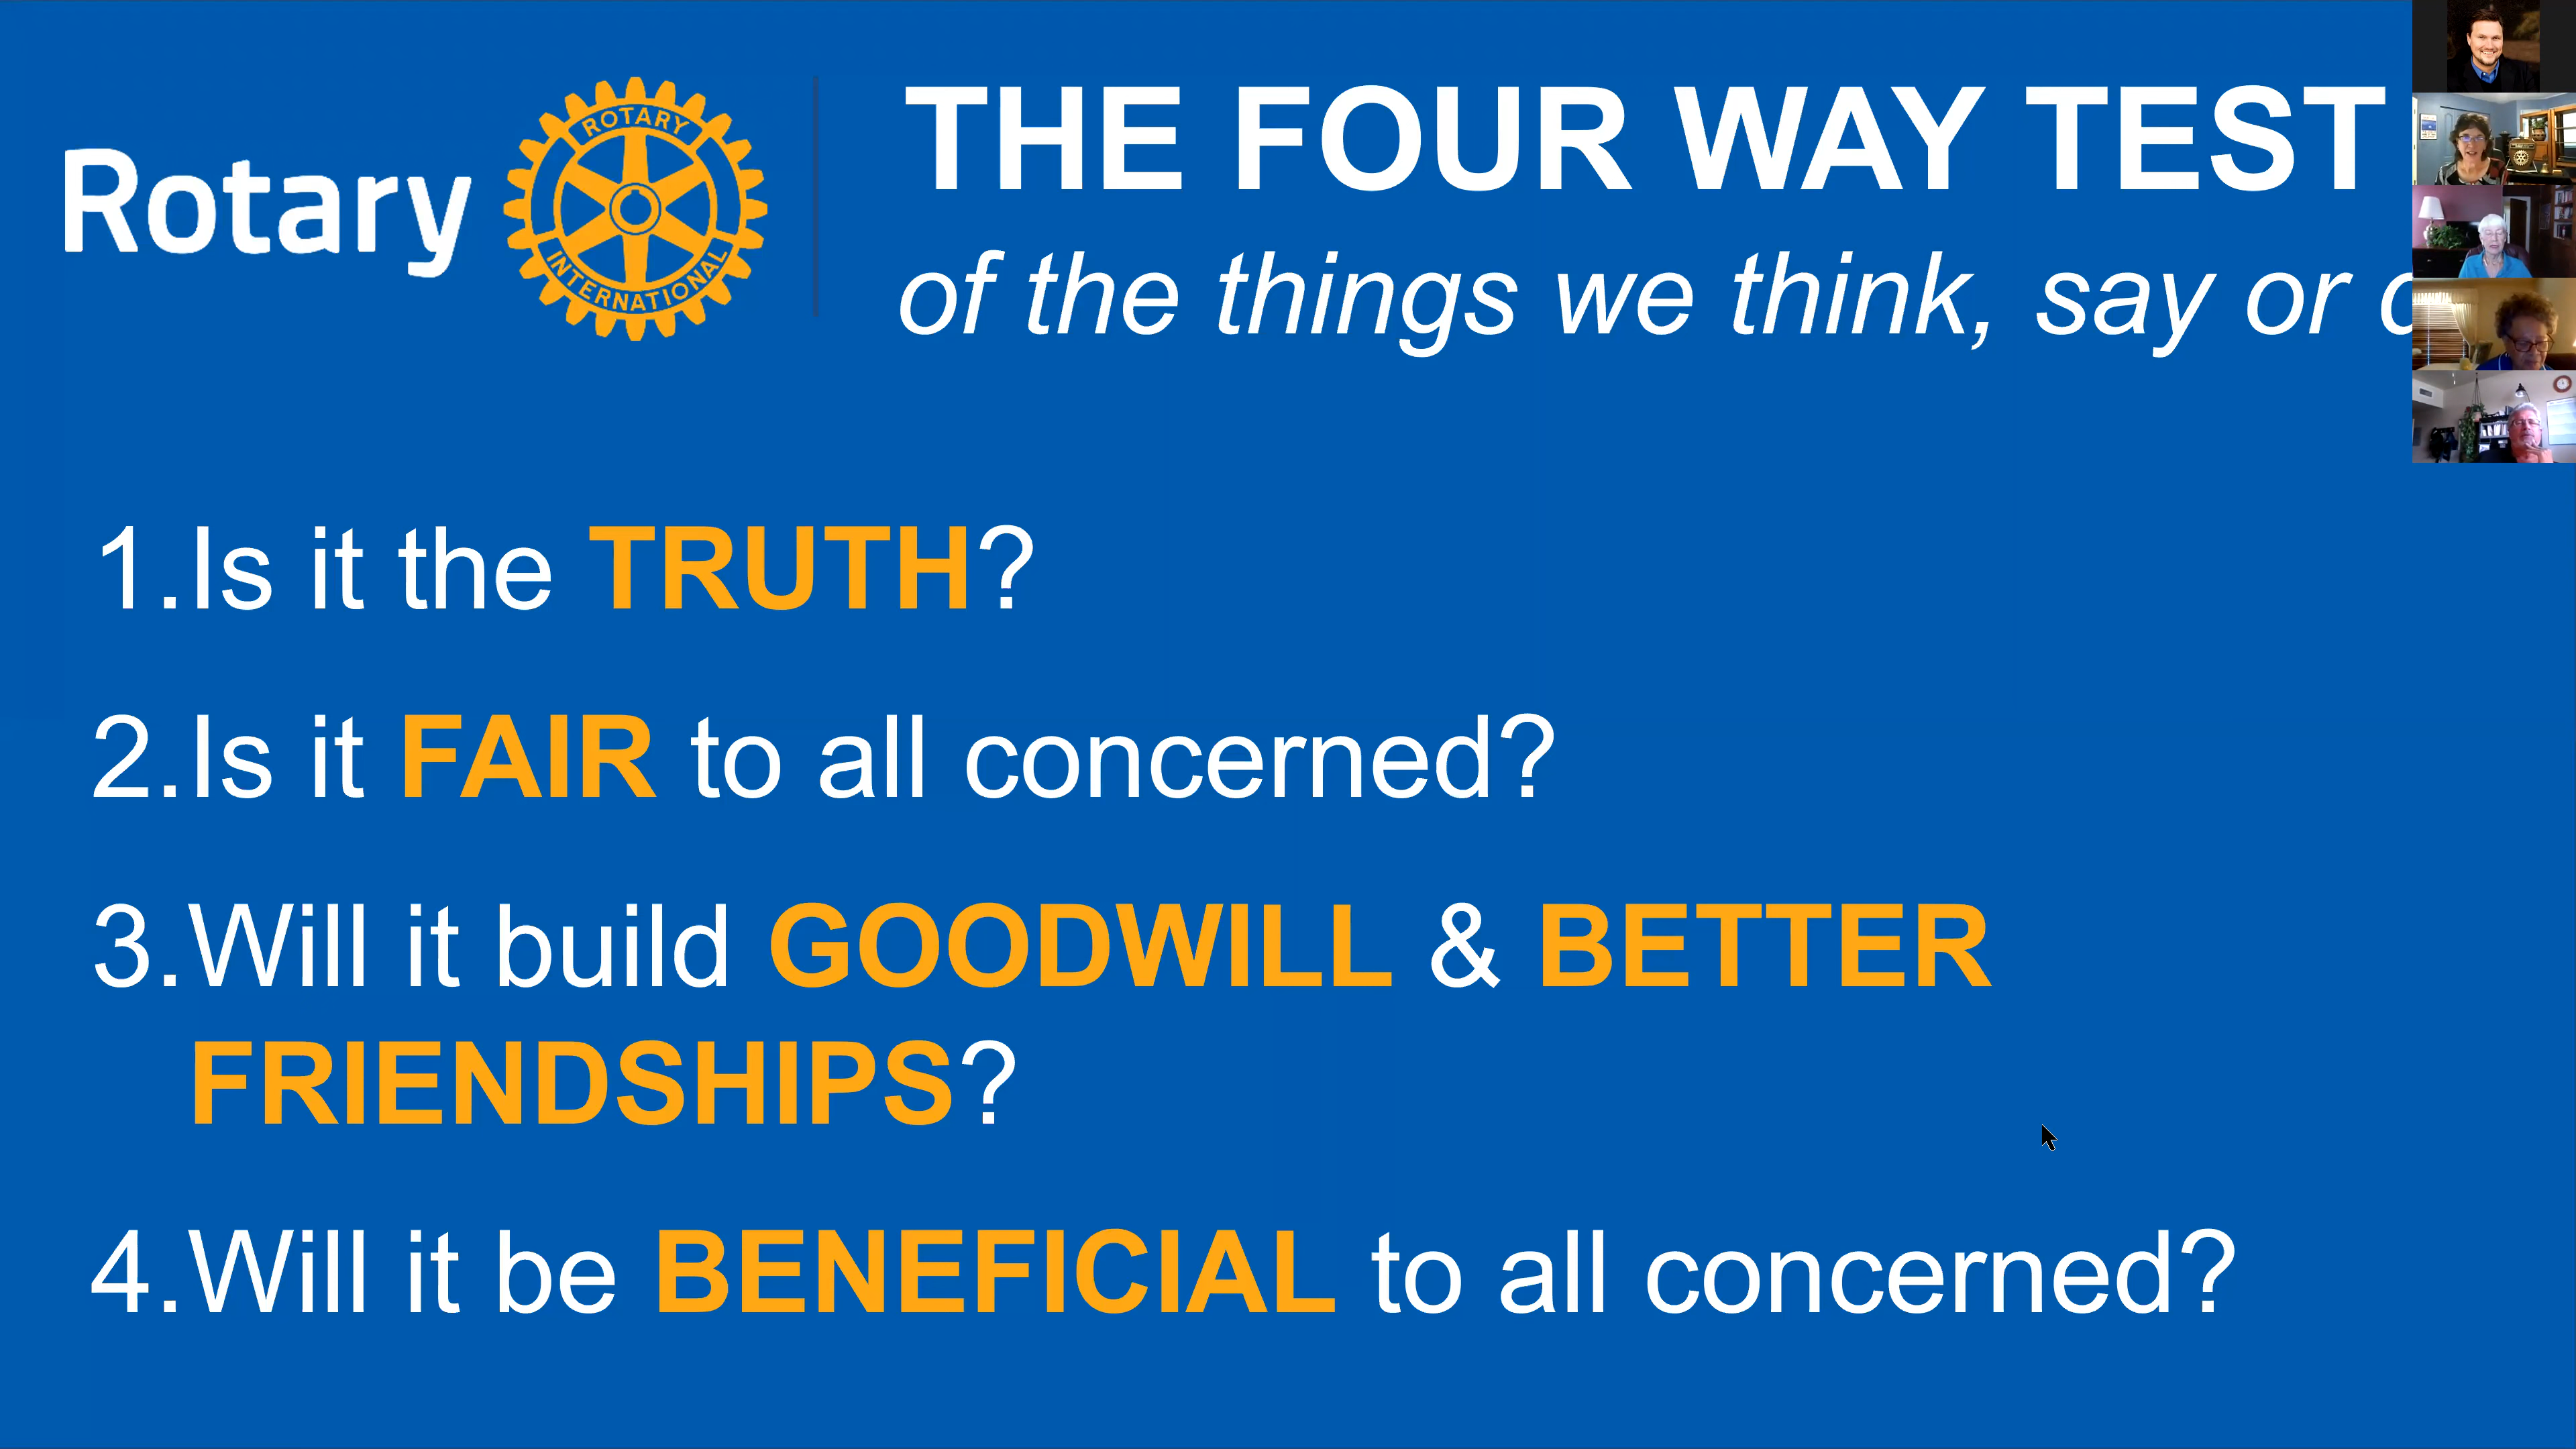 Rotary
ROTARY
INTERNATIONAL
THE FOUR WAY TEST
of the things we think, say or
1.Is it the TRUTH?
2.Is it FAIR to all concerned?
3.Will it build GOODWILL & BETTER
FRIENDSHIPS?
4.Will it be BENEFICIAL to all concerned?